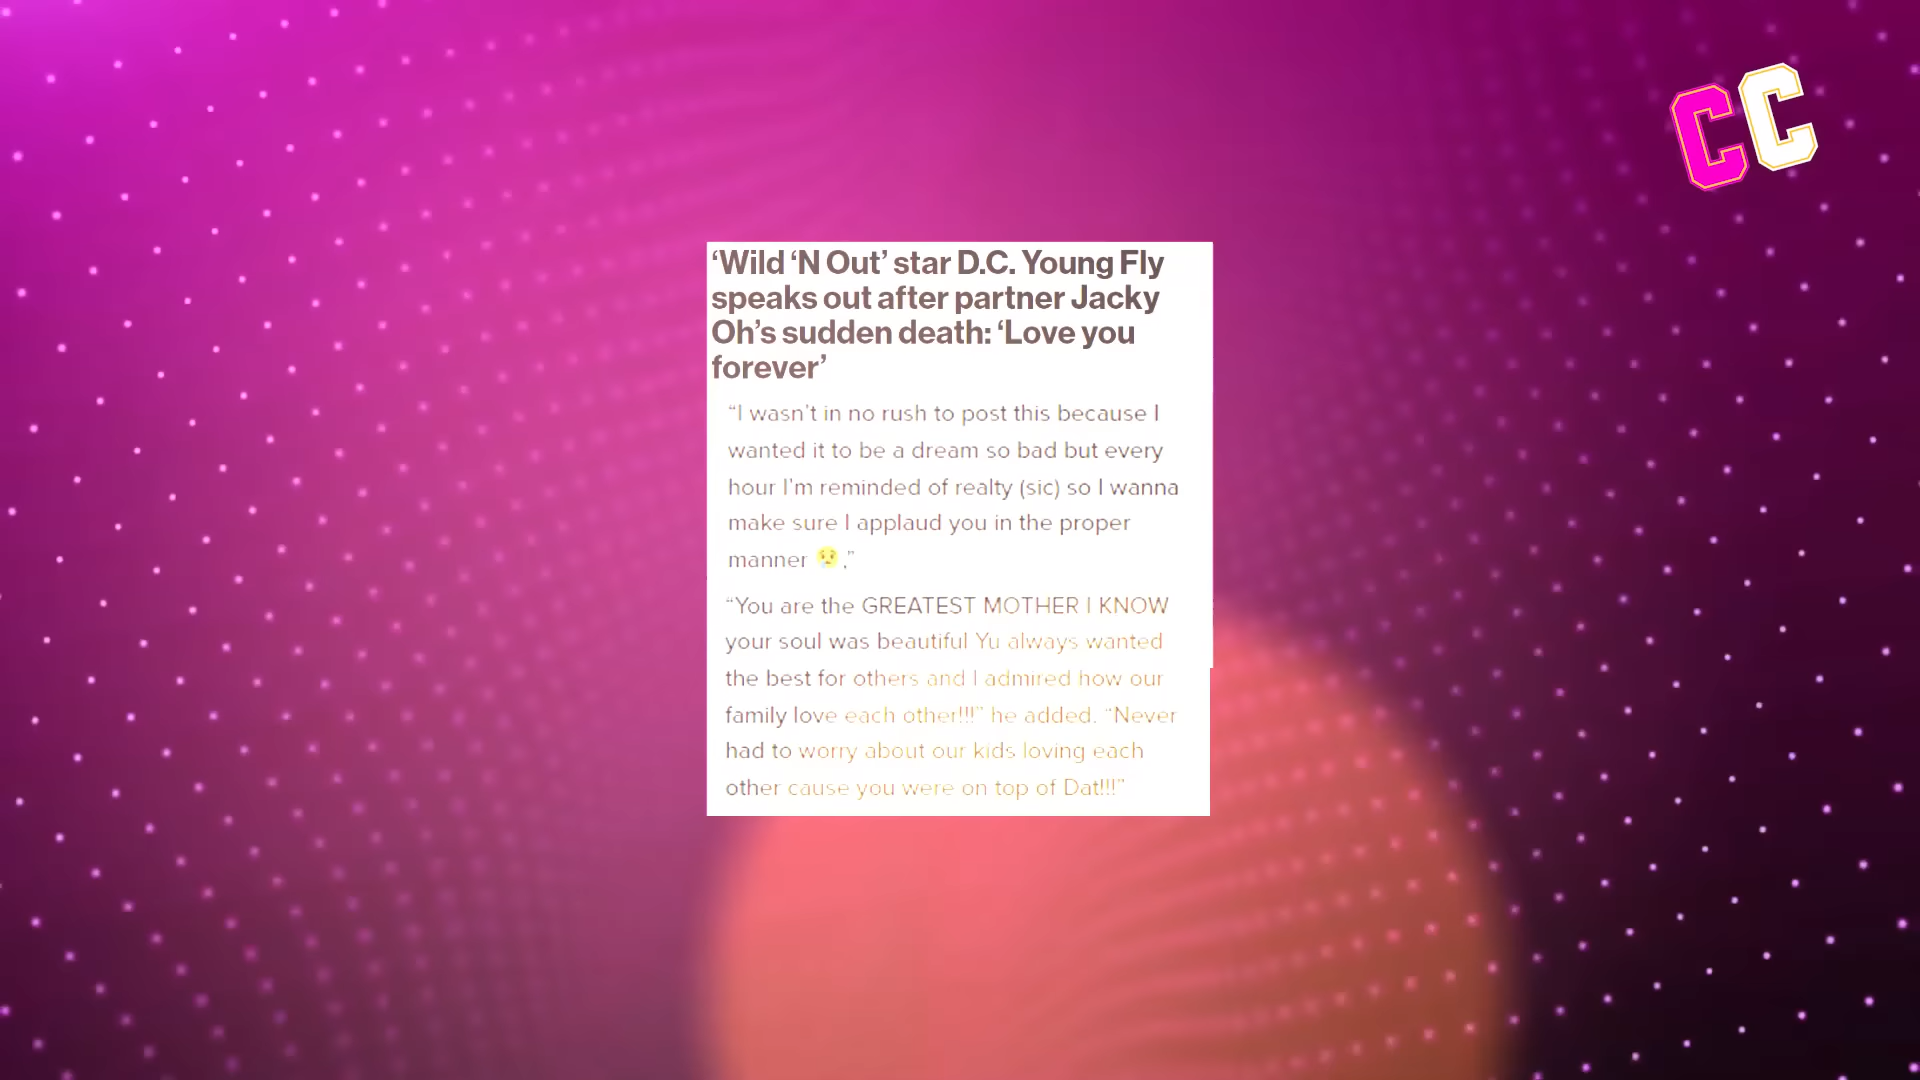 CC
‘Wild ‘N Out’ star D.C. Young Fly
speaks out after partner Jacky
Oh’s sudden death: ‘Love you
forever’
“I wasn’t in no rush to post this because I
wanted it to be a dream so bad but every
hour I’m reminded of realty (sic) so I wanna
make sure I applaud you in the proper
manner 😢,”
“You are the GREATEST MOTHER I KNOW
your soul was beautiful Yu always wanted
the best for others and I admired how our
family love each other!!!” he added. “Never
had to worry about our kids loving each
other cause you were on top of Dat!!!”